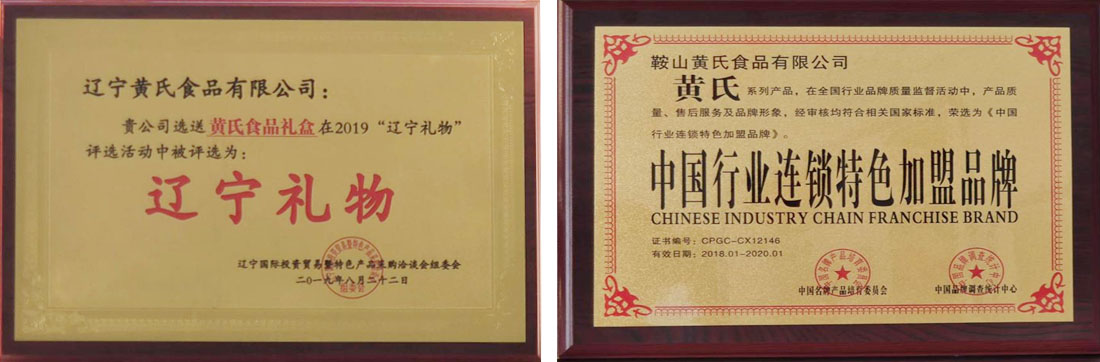 辽宁黄氏食品有限公司：
贵公司选送黄氏食品礼盒在2019“辽宁礼物”
评选活动中被评选为：
辽宁礼物
辽宁国际投资贸易暨特色产品采购洽谈会组委会
二〇一九年八月二十二日
鞍山黄氏食品有限公司
黄氏系列产品，在全国行业品牌质量监督活动中，产品质
量、售后服务及品牌形象，经审核均符合相关国家标准，荣选为《中国
行业连锁特色加盟品牌》。
中国行业连锁特色加盟品牌
CHINESE INDUSTRY CHAIN FRANCHISE BRAND
证书编号：CPGC-CX12146
有效日期：2018.01-2020.01
中国名牌产品培育委员会
中国品牌调查统计中心